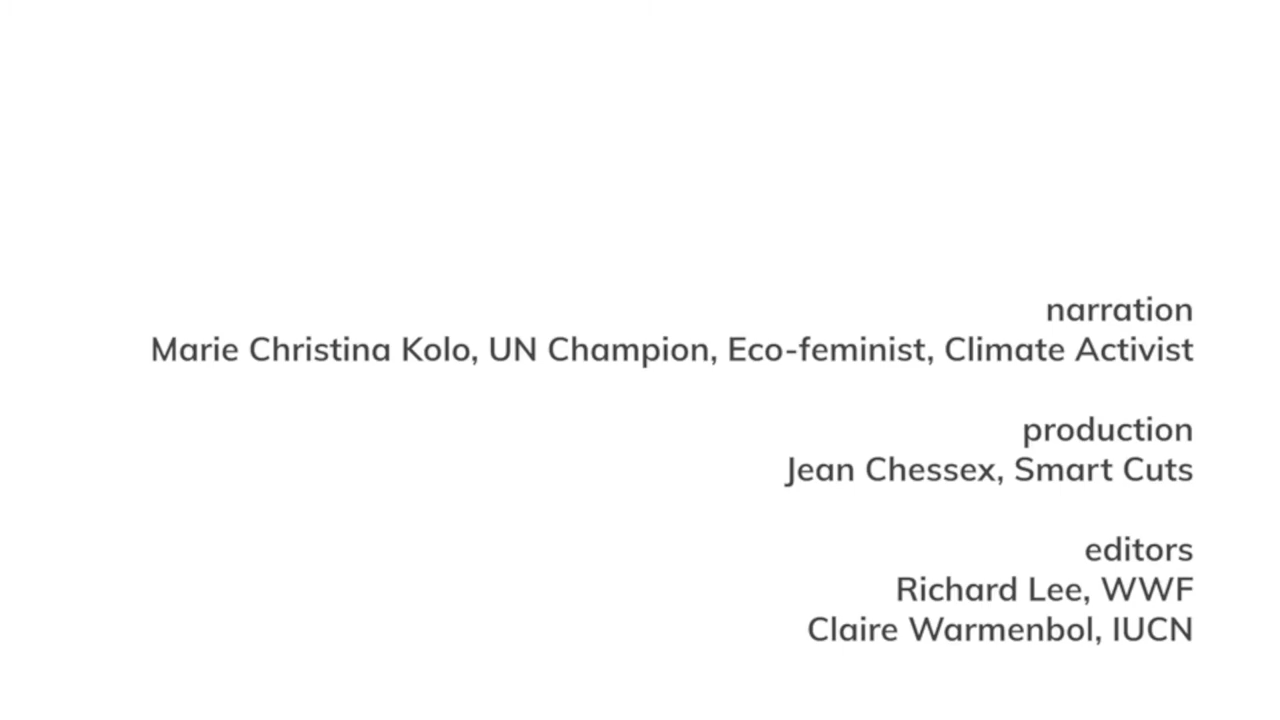 narration
Marie Christina Kolo, UN Champion, Eco-feminist, Climate Activist
production
Jean Chessex, Smart Cuts
editors
Richard Lee, WWF
Claire Warmenbol, IUCN